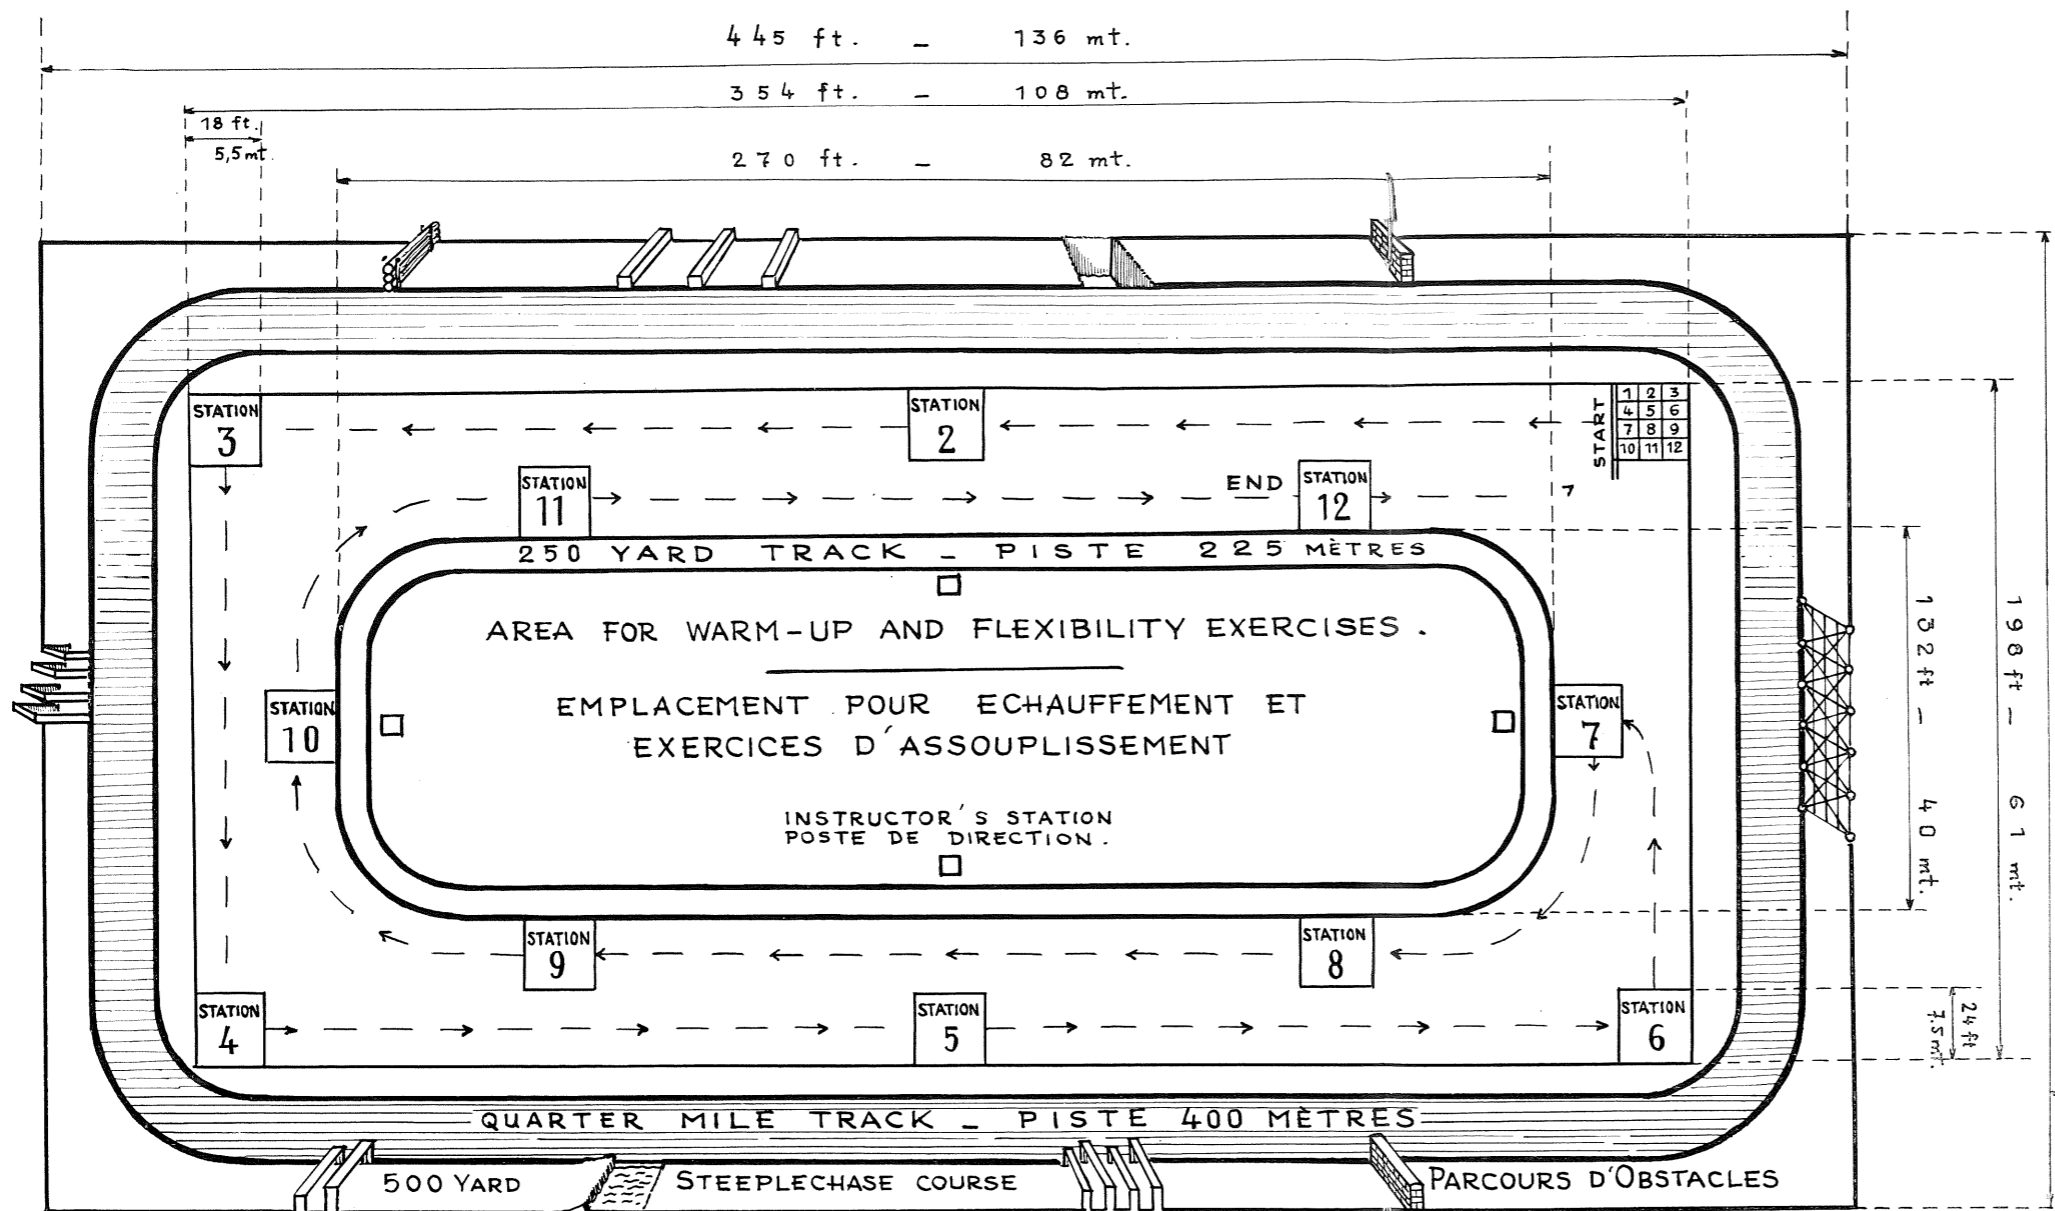 445 ft. – 136 mt.
354 ft. – 108 mt.
18 ft.
5,5 mt.
270 ft. – 82 mt.
STATION
3
STATION
2
START
1 2 3
4 5 6
7 8 9
10 11 12
STATION
11
END
STATION
12
250 YARD TRACK – PISTE 225 MÈTRES
AREA FOR WARM-UP AND FLEXIBILITY EXERCISES.
EMPLACEMENT POUR ECHAUFFEMENT ET
EXERCICES D'ASSOUPLISSEMENT
STATION
10
STATION
7
INSTRUCTOR'S STATION
POSTE DE DIRECTION.
132 ft – 40 mt.
198 ft – 61 mt.
STATION
9
STATION
8
STATION
4
STATION
5
STATION
6
24 ft
7.5 mt.
QUARTER MILE TRACK – PISTE 400 MÈTRES
500 YARD STEEPLECHASE COURSE PARCOURS D'OBSTACLES